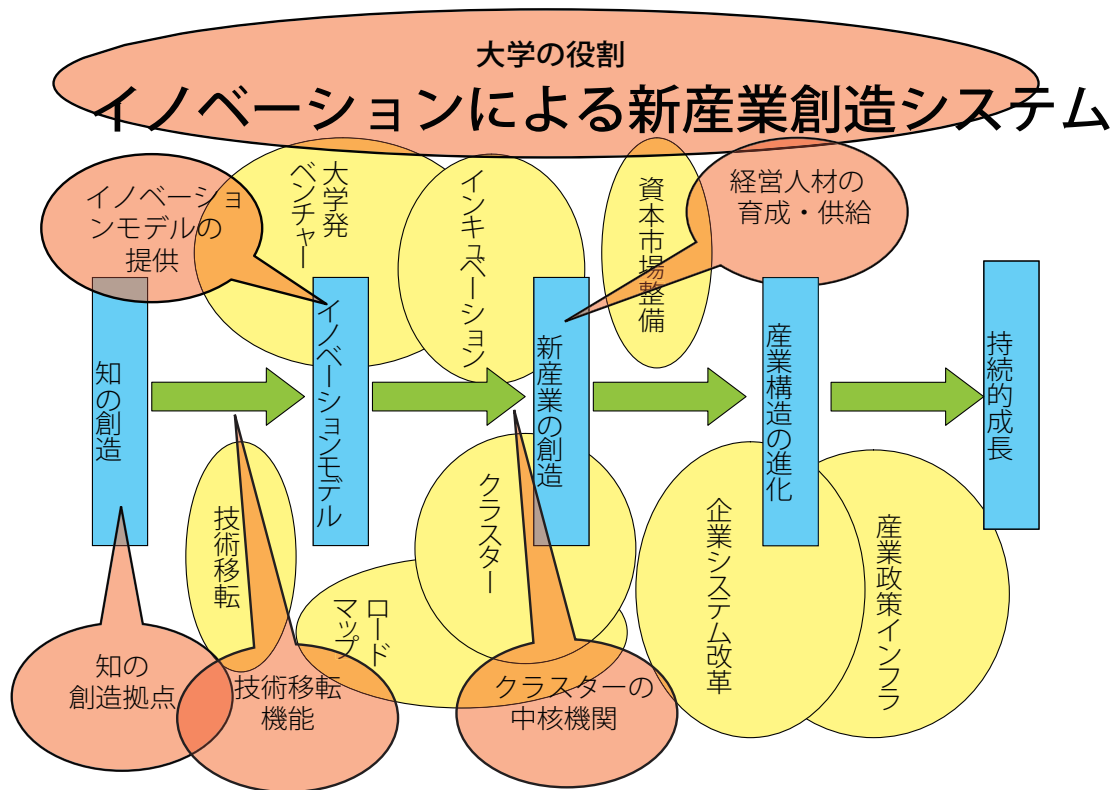 大学の役割
イノベーションによる新産業創造システム
イノベーショ
ンモデルの
提供
大学発
ベンチャー
インキュベーション
資本市場整備
経営人材の
育成・供給
知の創造
イノベーションモデル
新産業の創造
産業構造の進化
持続的成長
技術移転
ロード
マップ
クラスター
企業システム改革
産業政策インフラ
知の
創造拠点
技術移転
機能
クラスターの
中核機関